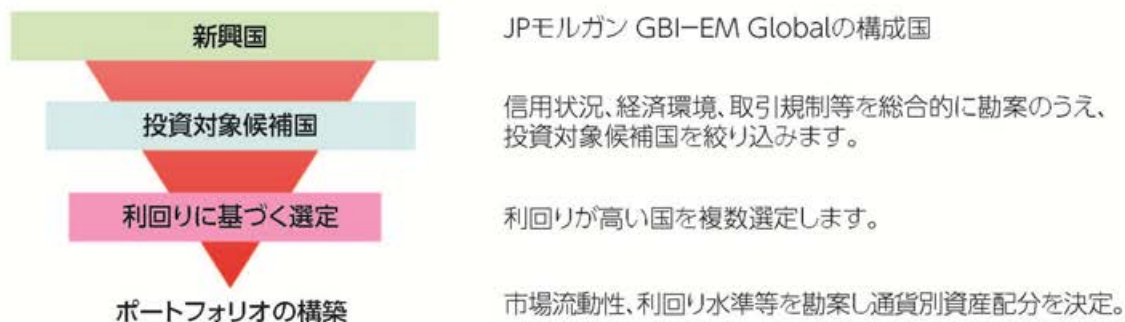 新興国
JPモルガン GBI−EM Globalの構成国
投資対象候補国
信用状況、経済環境、取引規制等を総合的に勘案のうえ、
投資対象候補国を絞り込みます。
利回りに基づく選定
利回りが高い国を複数選定します。
ポートフォリオの構築
市場流動性、利回り水準等を勘案し通貨別資産配分を決定。